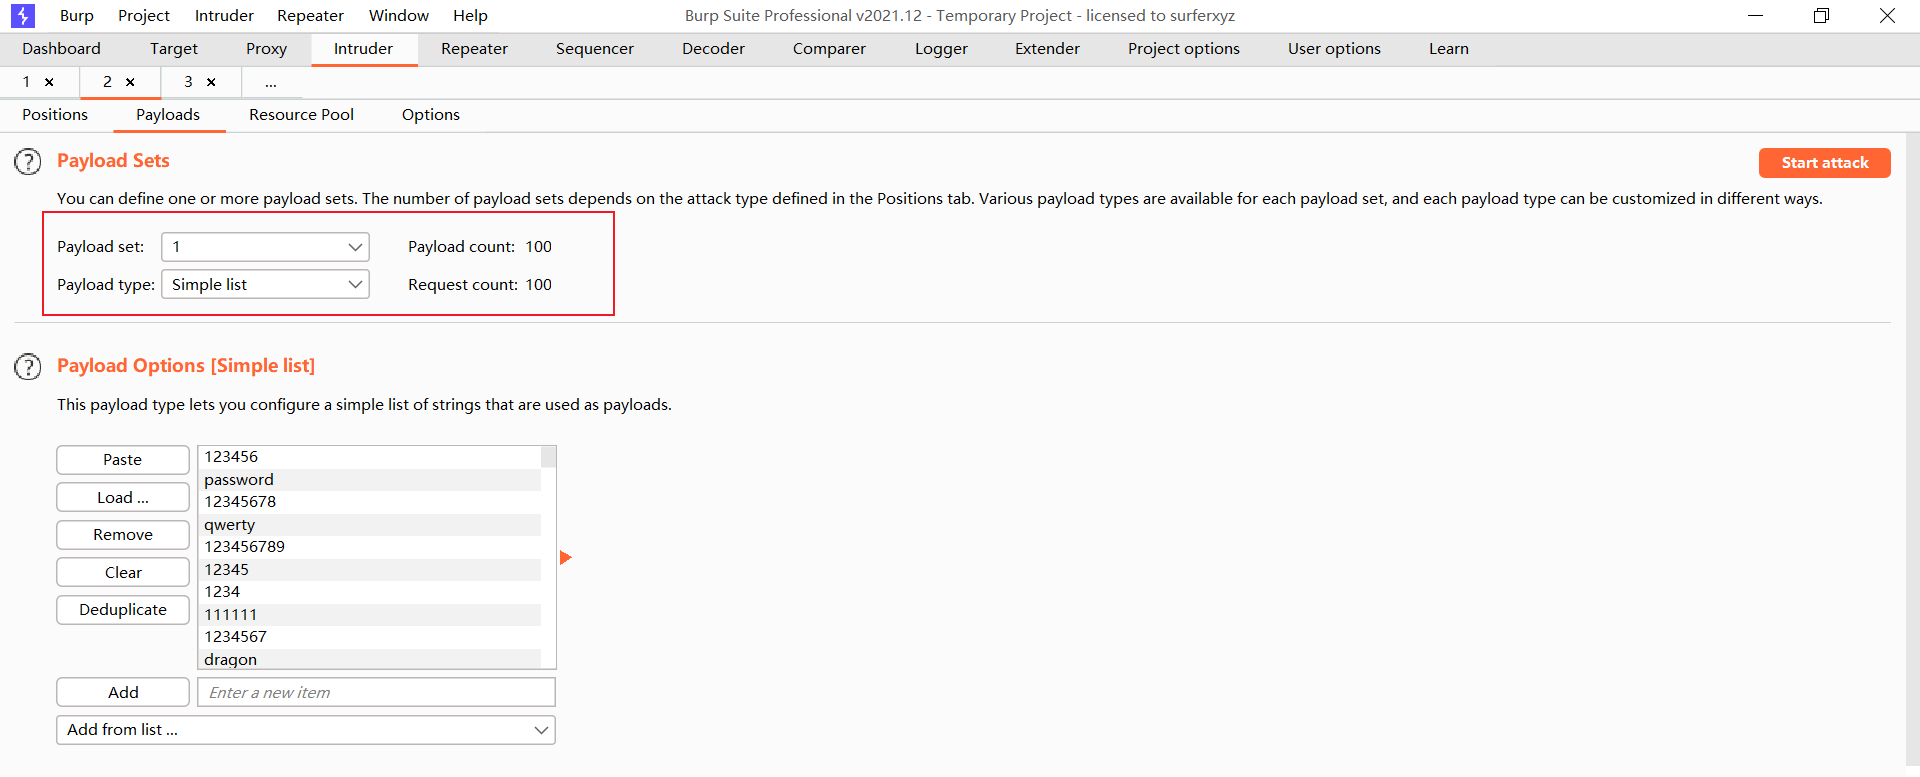 Burp Project Intruder Repeater Window Help Burp Suite Professional v2021.12 - Temporary Project - licensed to surferxyz
Dashboard Target Proxy Intruder Repeater Sequencer Decoder Comparer Logger Extender Project options User options Learn
1 × 2 × 3 × ...
Positions Payloads Resource Pool Options
? Payload Sets Start attack
You can define one or more payload sets. The number of payload sets depends on the attack type defined in the Positions tab. Various payload types are available for each payload set, and each payload type can be customized in different ways.
Payload set: 1 Payload count: 100
Payload type: Simple list Request count: 100
? Payload Options [Simple list]
This payload type lets you configure a simple list of strings that are used as payloads.
Paste
Load ...
Remove
Clear
Deduplicate
123456
password
12345678
qwerty
123456789
12345
1234
111111
1234567
dragon
Add Enter a new item
Add from list ...